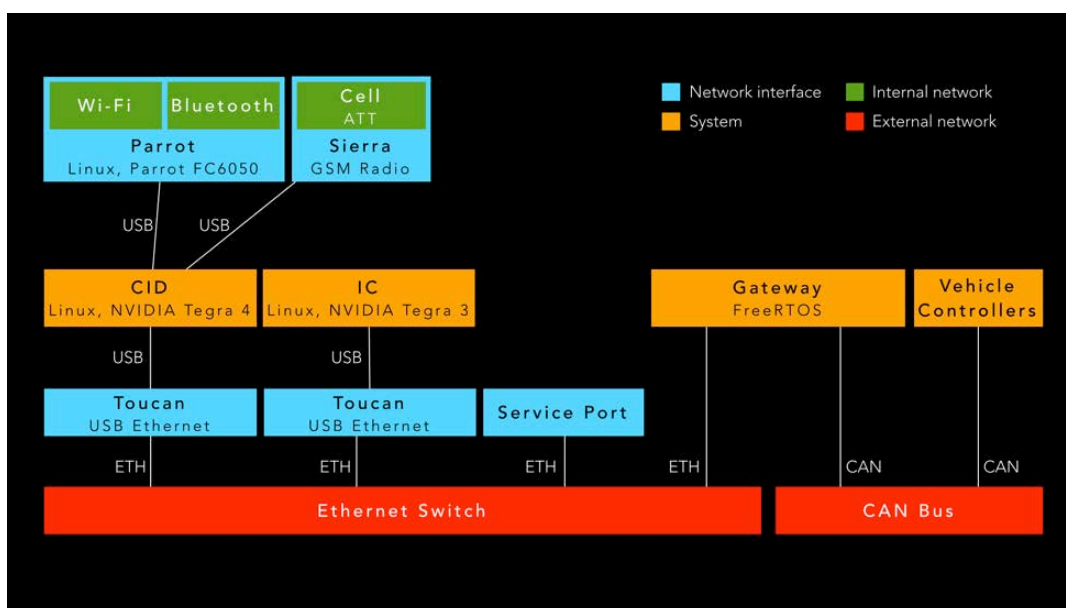 Wi-Fi
Bluetooth
Parrot
Linux, Parrot FC6050
Cell
ATT
Sierra
GSM Radio
Network interface
Internal network
System
External network
USB
USB
CID
Linux, NVIDIA Tegra 4
IC
Linux, NVIDIA Tegra 3
Gateway
FreeRTOS
Vehicle
Controllers
USB
USB
Toucan
USB Ethernet
Toucan
USB Ethernet
Service Port
ETH
ETH
ETH
ETH
CAN
CAN
Ethernet Switch
CAN Bus